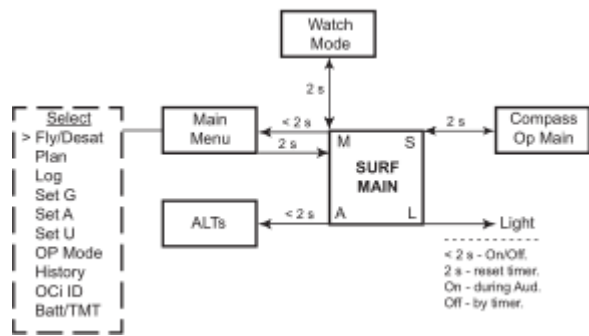 Watch
Mode
2 s
Select
> Fly/Desat
Plan
Log
Set G
Set A
Set U
OP Mode
History
OCi ID
Batt/TMT
Main
Menu
< 2 s
2 s
M
S
SURF
MAIN
A
L
2 s
Compass
Op Main
ALTs
< 2 s
Light
< 2 s - On/Off.
2 s - reset timer.
On - during Aud.
Off - by timer.